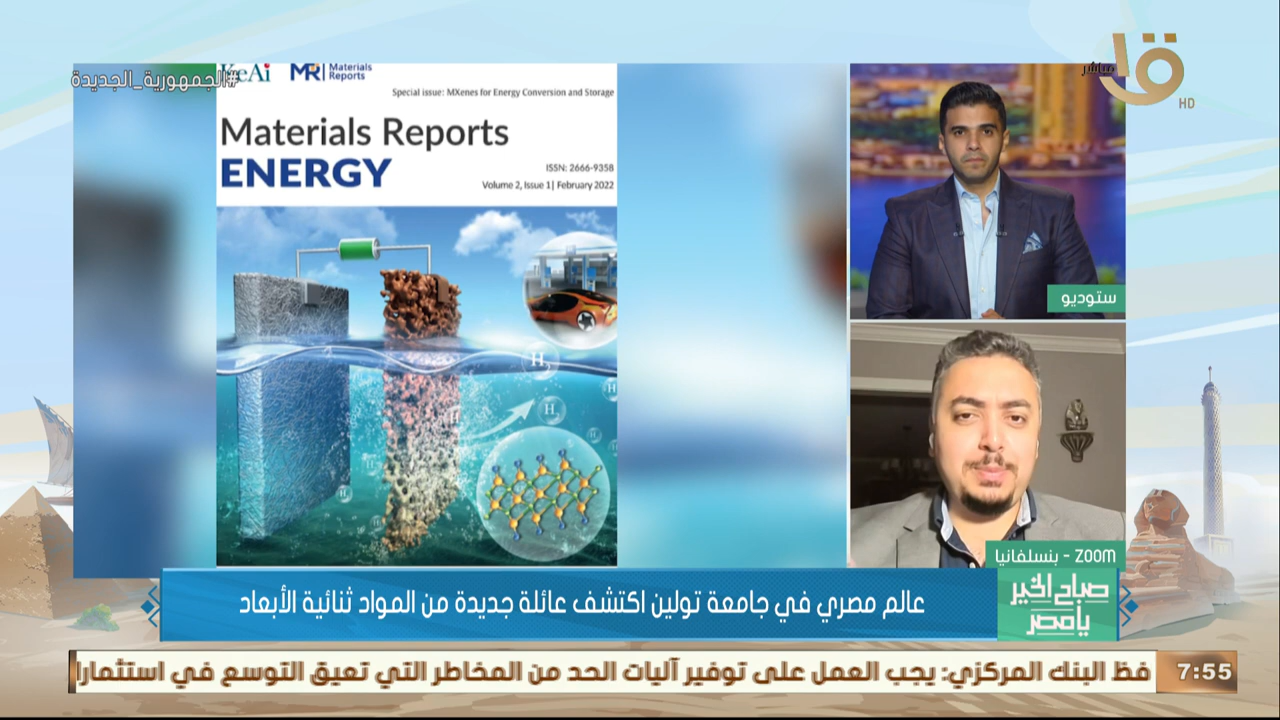 #الجمهورية_الجديدة
KeAi
MR Materials Reports
Special issue: MXenes for Energy Conversion and Storage
Materials Reports
ENERGY
ISSN: 2666-9358
Volume 2, Issue 1| February 2022
H₂
H₂
مباشر
HD
ستوديو
ZOOM - بنسلفانيا
عالم مصري في جامعة تولين اكتشف عائلة جديدة من المواد ثنائية الأبعاد
صباح الخير
يا مصر
فظ البنك المركزي: يجب العمل على توفير آليات الحد من المخاطر التي تعيق التوسع في استثمارا
7:55